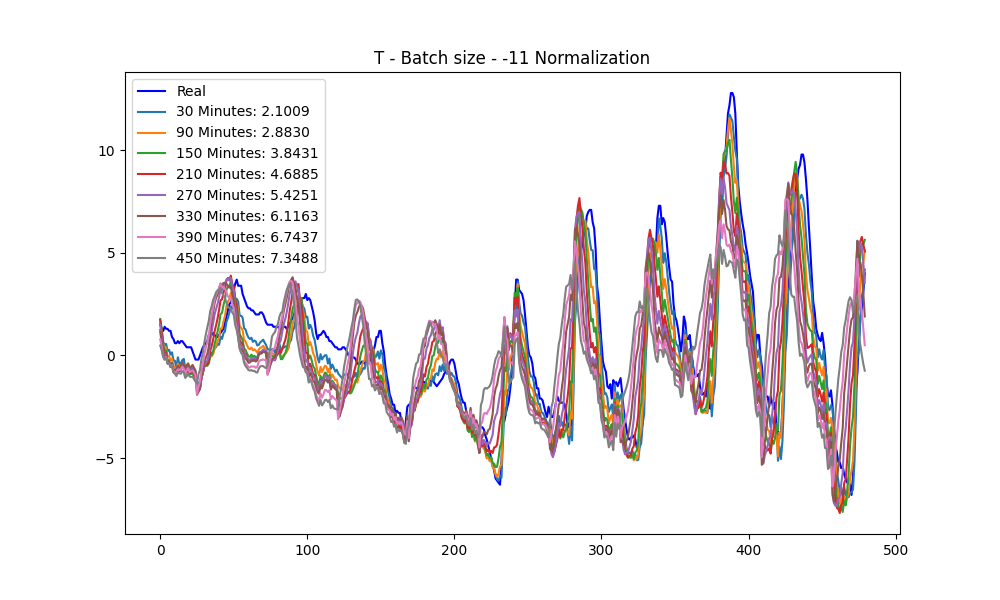 T - Batch size - -11 Normalization
Real
30 Minutes: 2.1009
90 Minutes: 2.8830
150 Minutes: 3.8431
210 Minutes: 4.6885
270 Minutes: 5.4251
330 Minutes: 6.1163
390 Minutes: 6.7437
450 Minutes: 7.3488
10
5
0
−5
0 100 200 300 400 500